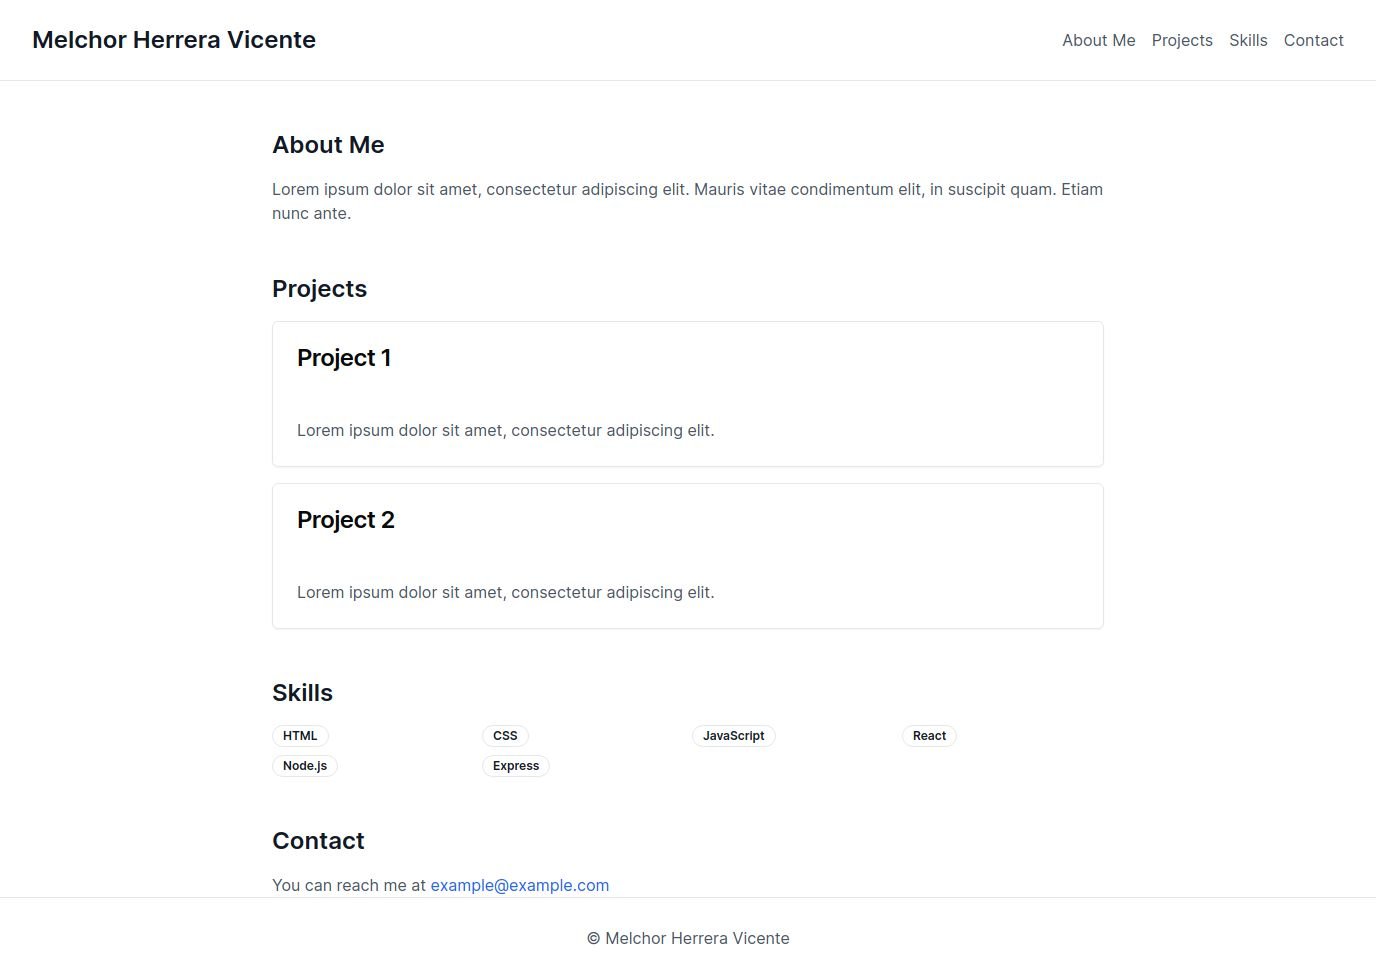 Melchor Herrera Vicente
About Me Projects Skills Contact
About Me
Lorem ipsum dolor sit amet, consectetur adipiscing elit. Mauris vitae condimentum elit, in suscipit quam. Etiam
nunc ante.
Projects
Project 1
Lorem ipsum dolor sit amet, consectetur adipiscing elit.
Project 2
Lorem ipsum dolor sit amet, consectetur adipiscing elit.
Skills
HTML CSS JavaScript React
Node.js Express
Contact
You can reach me at example@example.com
© Melchor Herrera Vicente